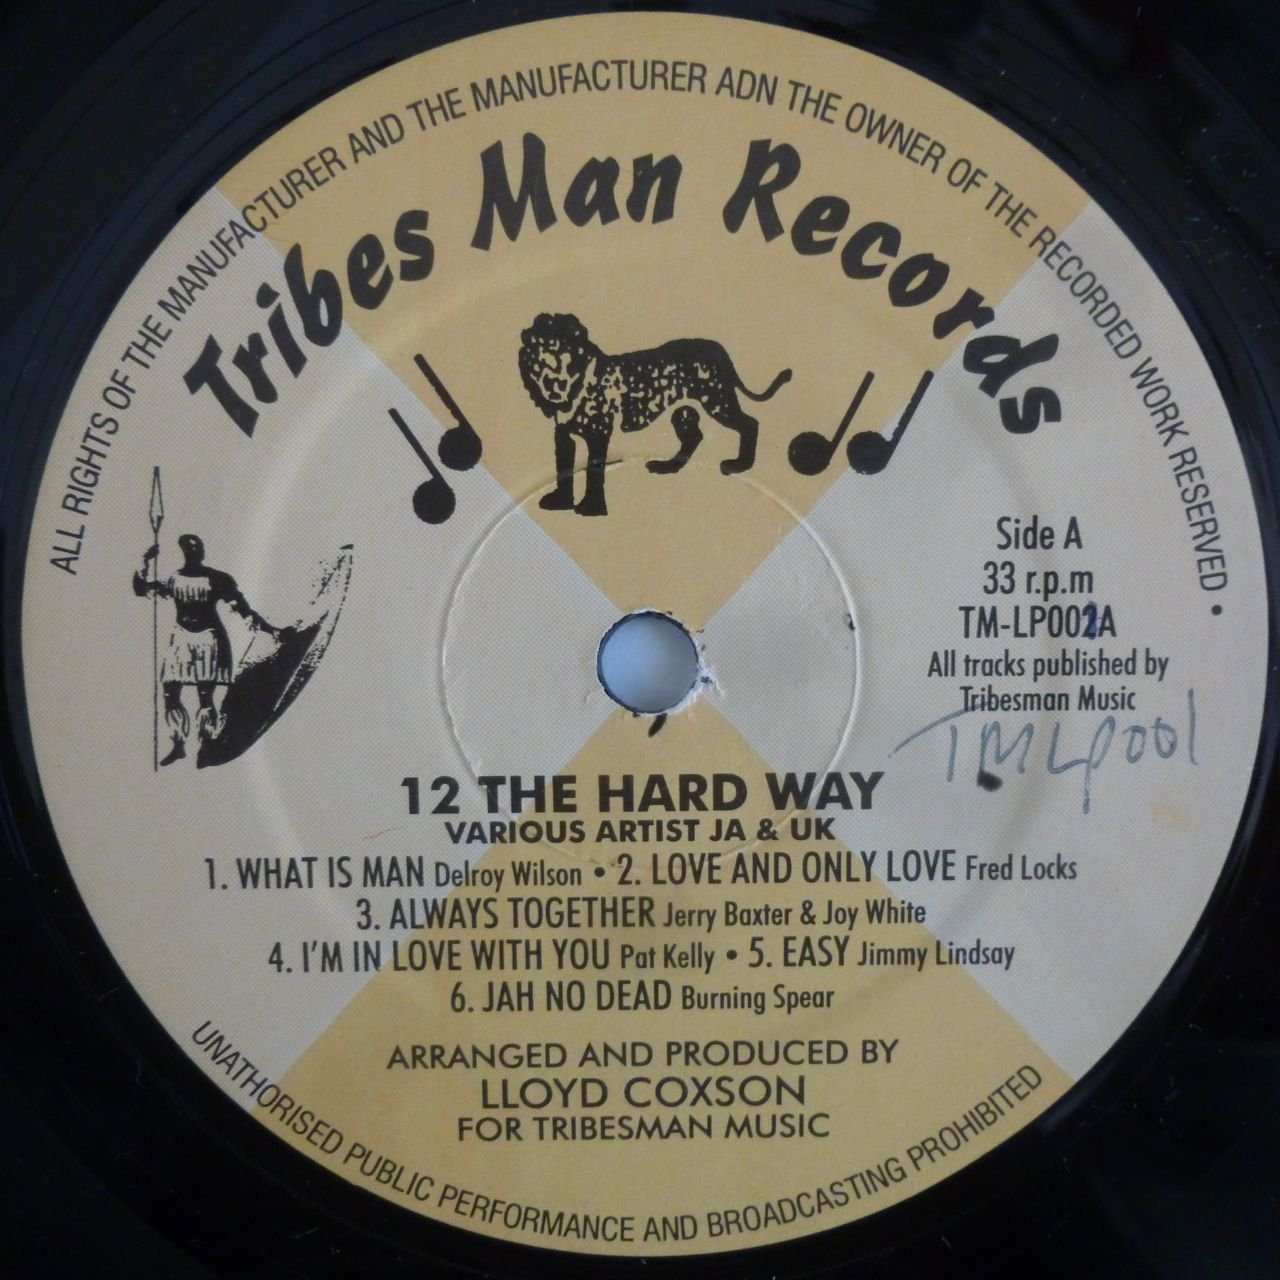 ALL RIGHTS OF THE MANUFACTURER AND THE MANUFACTURER ADN THE OWNER OF THE RECORDED WORK RESERVED •
Tribes Man Records
Side A
33 r.p.m
TM-LP002A
All tracks published by
Tribesman Music
TMLP001
12 THE HARD WAY
VARIOUS ARTIST JA & UK
1. WHAT IS MAN Delroy Wilson • 2. LOVE AND ONLY LOVE Fred Locks
3. ALWAYS TOGETHER Jerry Baxter & Joy White
4. I'M IN LOVE WITH YOU Pat Kelly • 5. EASY Jimmy Lindsay
6. JAH NO DEAD Burning Spear
ARRANGED AND PRODUCED BY
LLOYD COXSON
FOR TRIBESMAN MUSIC
UNATHORISED PUBLIC PERFORMANCE AND BROADCASTING PROHIBITED